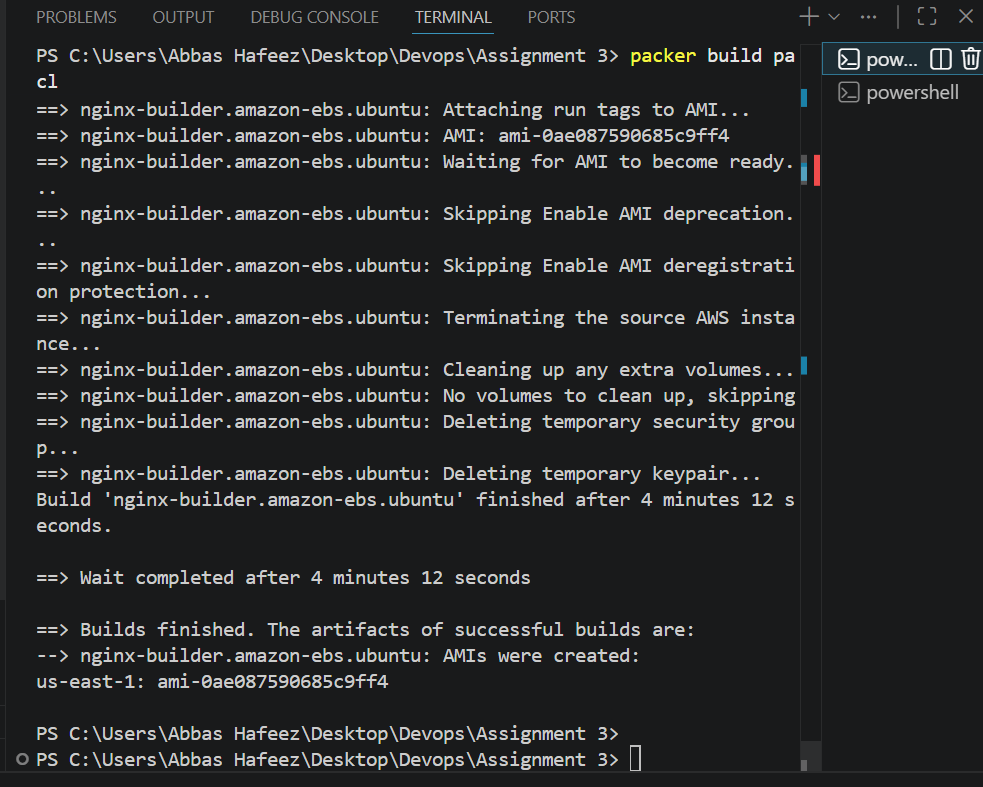 PROBLEMS OUTPUT DEBUG CONSOLE TERMINAL PORTS
PS C:\Users\Abbas Hafeez\Desktop\Devops\Assignment 3> packer build pa
cl
==> nginx-builder.amazon-ebs.ubuntu: Attaching run tags to AMI...
==> nginx-builder.amazon-ebs.ubuntu: AMI: ami-0ae087590685c9ff4
==> nginx-builder.amazon-ebs.ubuntu: Waiting for AMI to become ready.
..
==> nginx-builder.amazon-ebs.ubuntu: Skipping Enable AMI deprecation.
..
==> nginx-builder.amazon-ebs.ubuntu: Skipping Enable AMI deregistrati
on protection...
==> nginx-builder.amazon-ebs.ubuntu: Terminating the source AWS insta
nce...
==> nginx-builder.amazon-ebs.ubuntu: Cleaning up any extra volumes...
==> nginx-builder.amazon-ebs.ubuntu: No volumes to clean up, skipping
==> nginx-builder.amazon-ebs.ubuntu: Deleting temporary security grou
p...
==> nginx-builder.amazon-ebs.ubuntu: Deleting temporary keypair...
Build 'nginx-builder.amazon-ebs.ubuntu' finished after 4 minutes 12 s
econds.
==> Wait completed after 4 minutes 12 seconds
==> Builds finished. The artifacts of successful builds are:
--> nginx-builder.amazon-ebs.ubuntu: AMIs were created:
us-east-1: ami-0ae087590685c9ff4
PS C:\Users\Abbas Hafeez\Desktop\Devops\Assignment 3>
PS C:\Users\Abbas Hafeez\Desktop\Devops\Assignment 3>
pow...
powershell